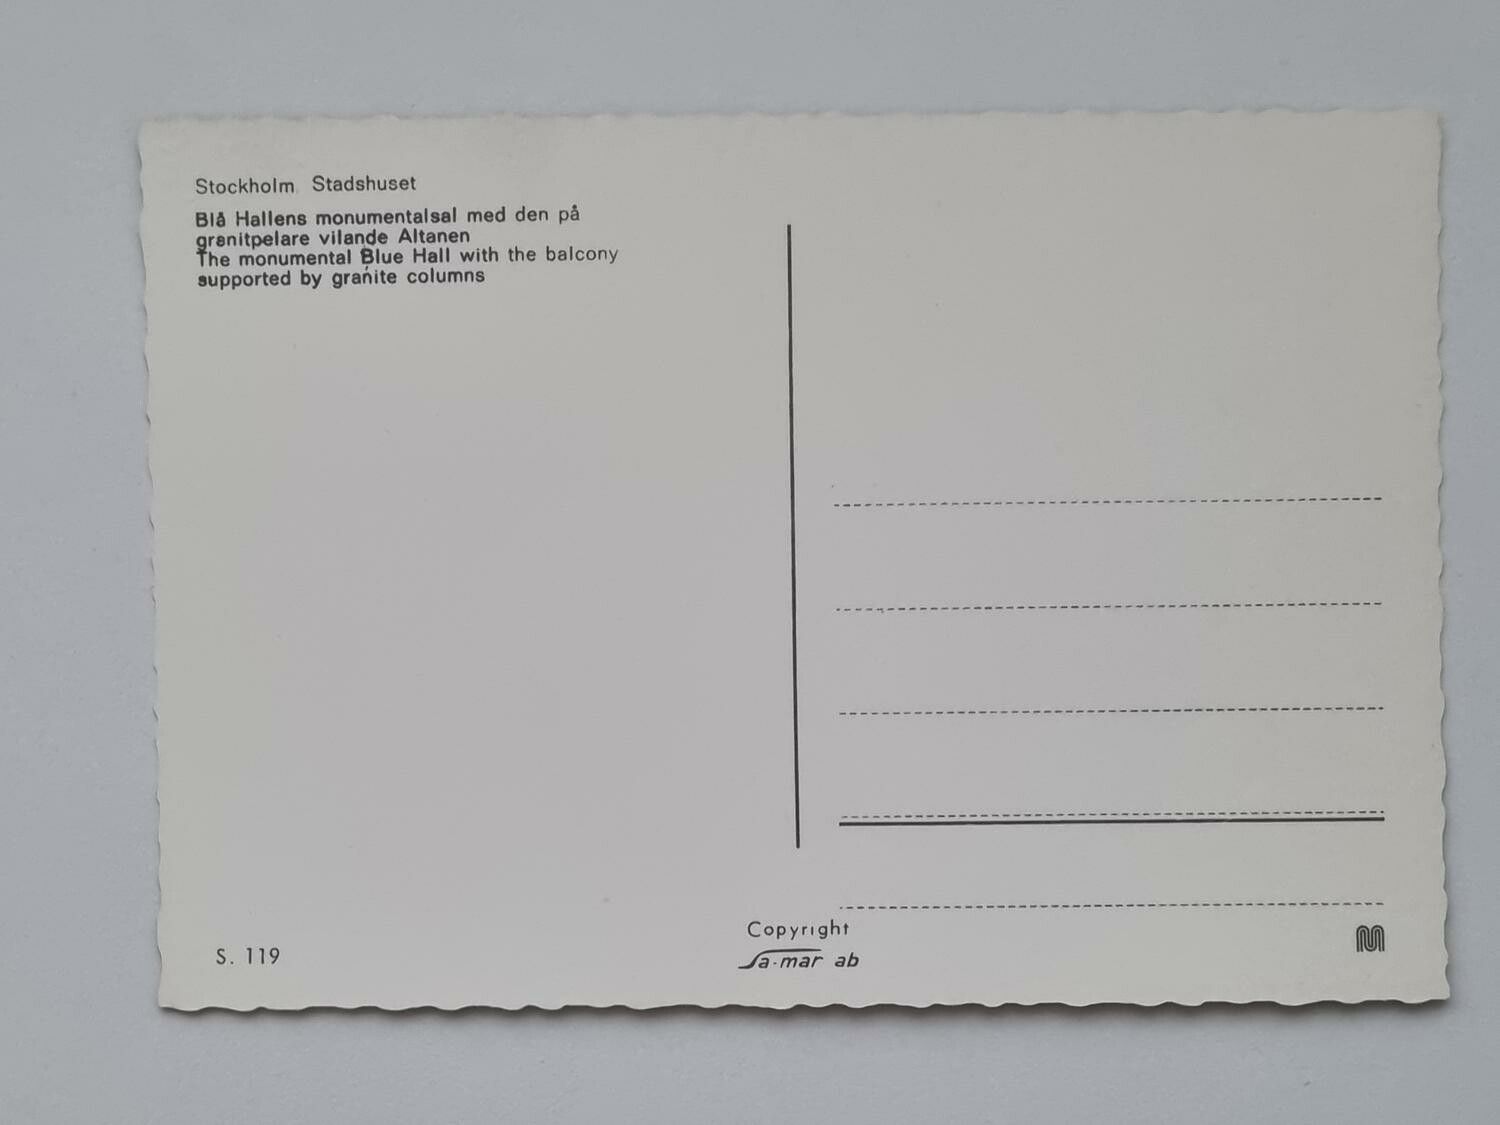 Stockholm Stadshuset
Blå Hallens monumentalsal med den på
granitpelare vilande Altanen
The monumental Blue Hall with the balcony
supported by granite columns
S. 119
Copyright
Sa-mar ab
M